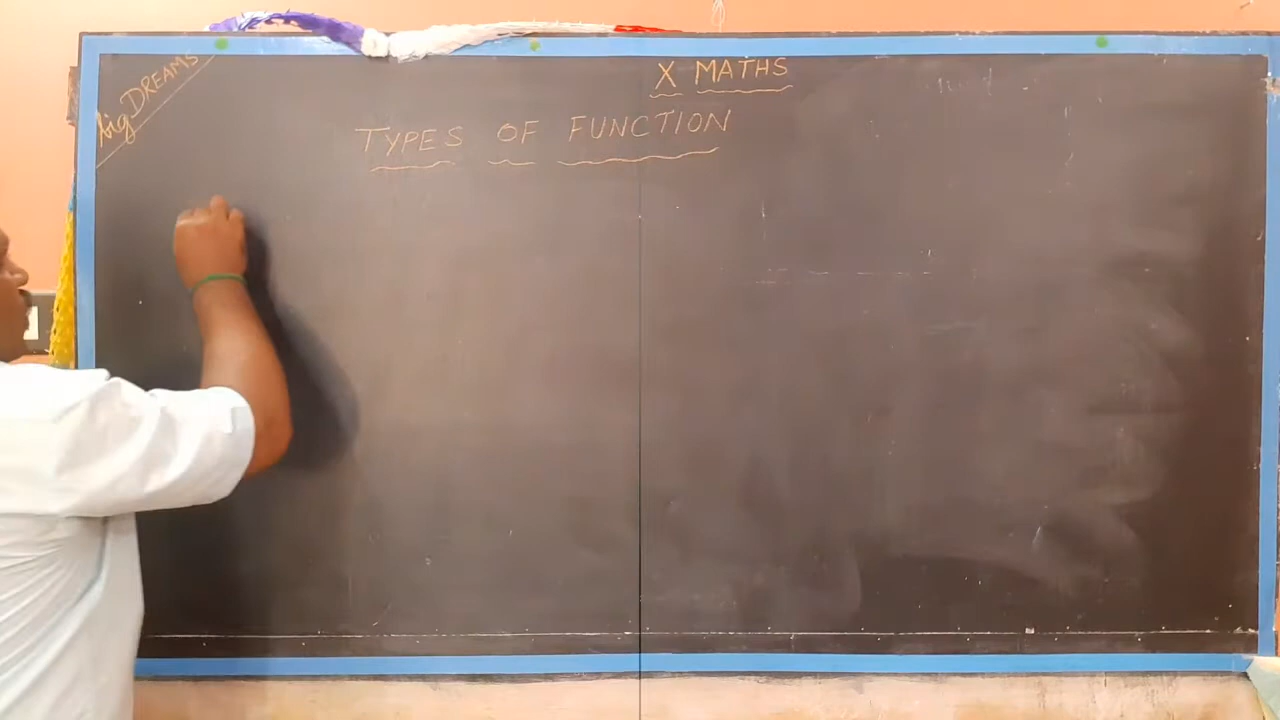 big DREAMS
X MATHS
TYPES OF FUNCTION